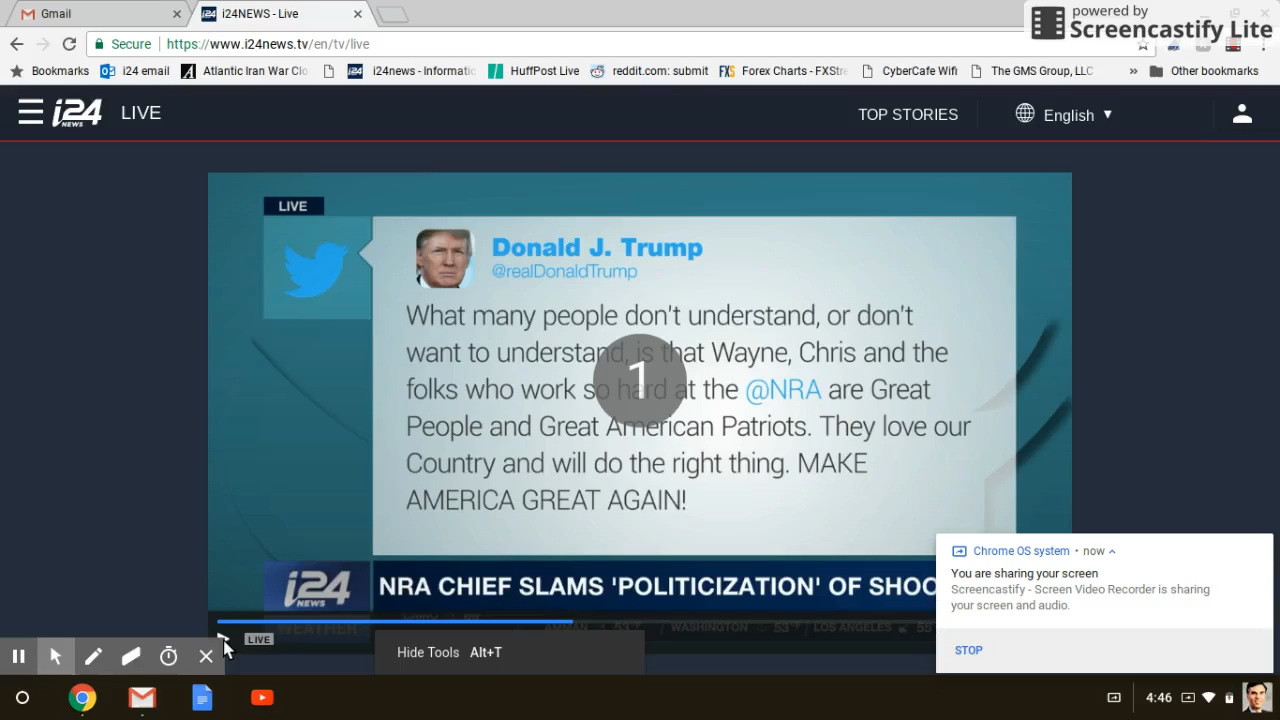 Gmail
i24NEWS - Live
powered by
Screencastify Lite
Secure https://www.i24news.tv/en/tv/live
Bookmarks i24 email Atlantic Iran War Clo i24news - Informatic HuffPost Live reddit.com: submit Forex Charts - FXStre CyberCafe Wifi The GMS Group, LLC » Other bookmarks
i24 NEWS LIVE TOP STORIES English
LIVE
Donald J. Trump
@realDonaldTrump
What many people don't understand, or don't
want to understand, is that Wayne, Chris and the
folks who work so hard at the @NRA are Great
People and Great American Patriots. They love our
Country and will do the right thing. MAKE
AMERICA GREAT AGAIN!
1
i24 NEWS
NRA CHIEF SLAMS 'POLITICIZATION' OF SHOO
WEATHER AMMAN 53° WASHINGTON 53° LOS ANGELES
LIVE
Hide Tools Alt+T
Chrome OS system • now
You are sharing your screen
Screencastify - Screen Video Recorder is sharing
your screen and audio.
STOP
4:46